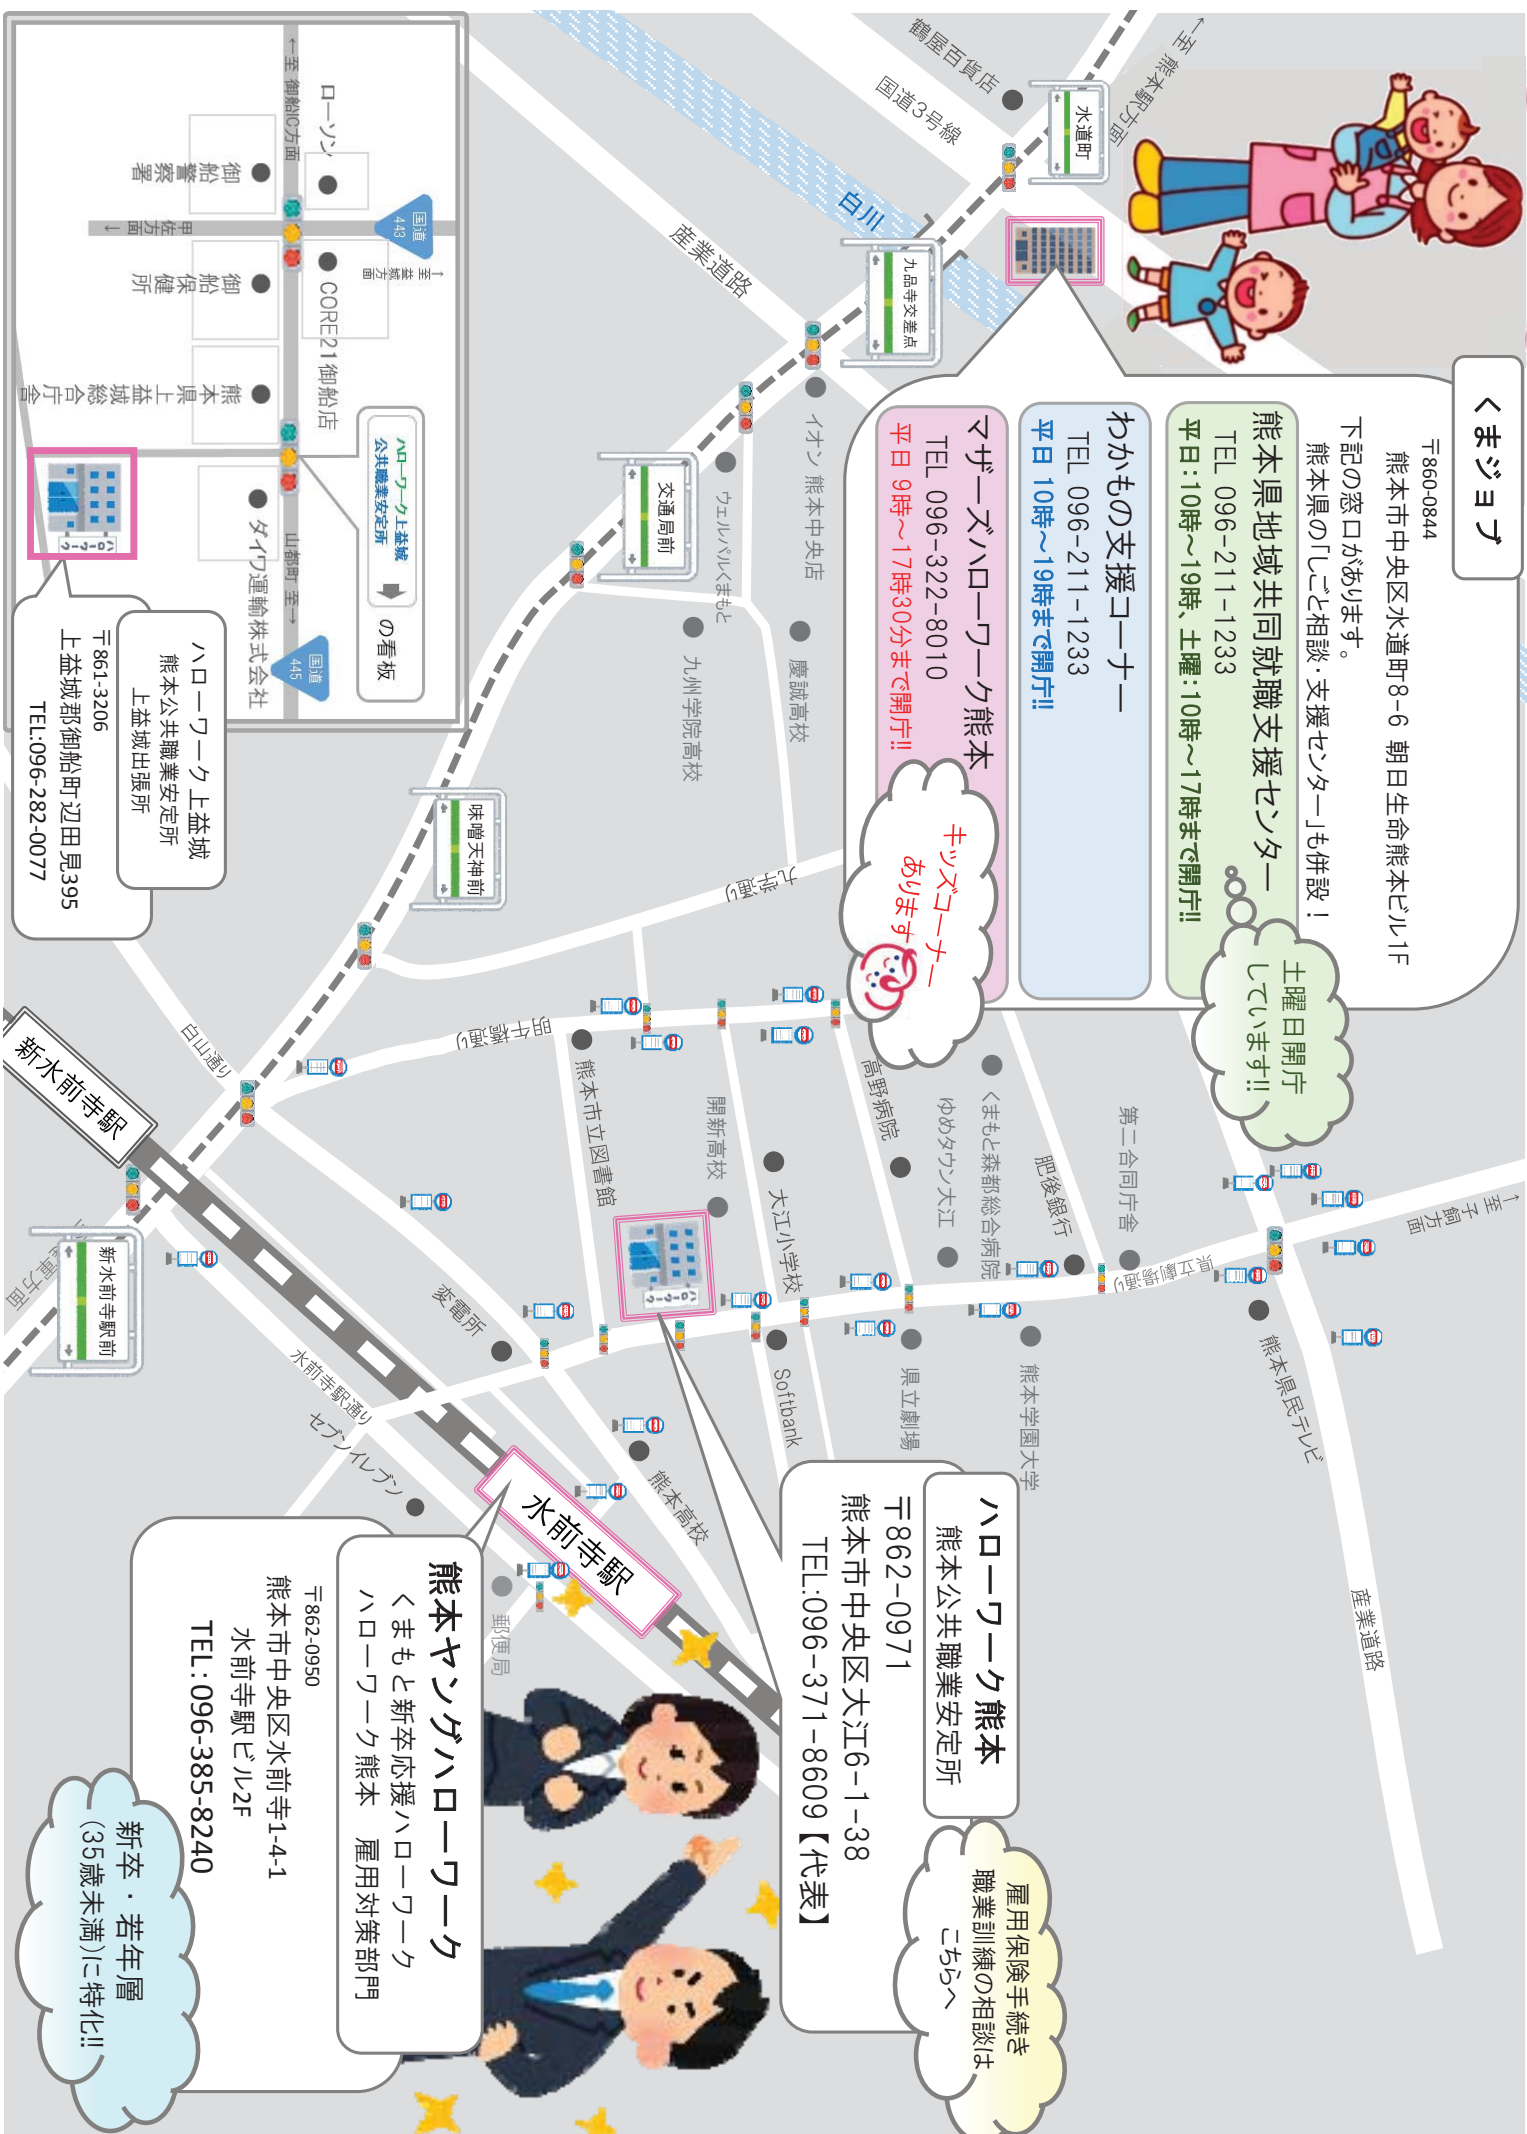 くまジョブ
〒860-0844
熊本市中央区水道町8-6 朝日生命熊本ビル1F
下記の窓口があります。
熊本県の「しごと相談・支援センター」も併設！
熊本県地域共同就職支援センター
TEL 096-211-1233
平日：10時～19時、土曜：10時～17時まで開庁!!
土曜日開庁
しています!!
わかもの支援コーナー
TEL 096-211-1233
平日 10時～19時まで開庁!!
マザーズハローワーク熊本
TEL 096-322-8010
平日 9時～17時30分まで開庁!!
キッズコーナー
あります
ハローワーク熊本
熊本公共職業安定所
〒862-0971
熊本市中央区大江6-1-38
TEL:096-371-8609【代表】
雇用保険手続き
職業訓練の相談は
こちらへ
熊本ヤングハローワーク
くまもと新卒応援ハローワーク
ハローワーク熊本 雇用対策部門
〒862-0950
熊本市中央区水前寺1-4-1
水前寺駅ビル2F
TEL:096-385-8240
新卒・若年層
(35歳未満)に特化!!
ハローワーク上益城
熊本公共職業安定所
上益城出張所
〒861-3206
上益城郡御船町辺田見395
TEL:096-282-0077
←至 熊本駅方面
鶴屋百貨店
国道3号線
水道町
白川
九品寺交差点
産業道路
イオン 熊本中央店
ウェルパルくまもと
交通局前
慶誠高校
九州学院高校
味噌天神前
九学通り
明午橋通り
白山通り
新水前寺駅
新水前寺駅前
熊本市立図書館
開新高校
大江小学校
高野病院
ゆめタウン大江
くまもと森都総合病院
肥後銀行
第二合同庁舎
県立劇場通り
→至 子飼方面
熊本県民テレビ
産業道路
熊本学園大学
県立劇場
Softbank
ハローワーク
変電所
水前寺駅通り
セブンイレブン
熊本高校
水前寺駅
郵便局
←至 御船IC方面
ローソン
御船警察署
国道
443
甲佐方面
至 益城方面
CORE21御船店
御船保健所
熊本県上益城総合庁舎
ハローワーク上益城
公共職業安定所
の看板
ダイワ運輸株式会社
山都町 至→
国道
445
ハローワーク